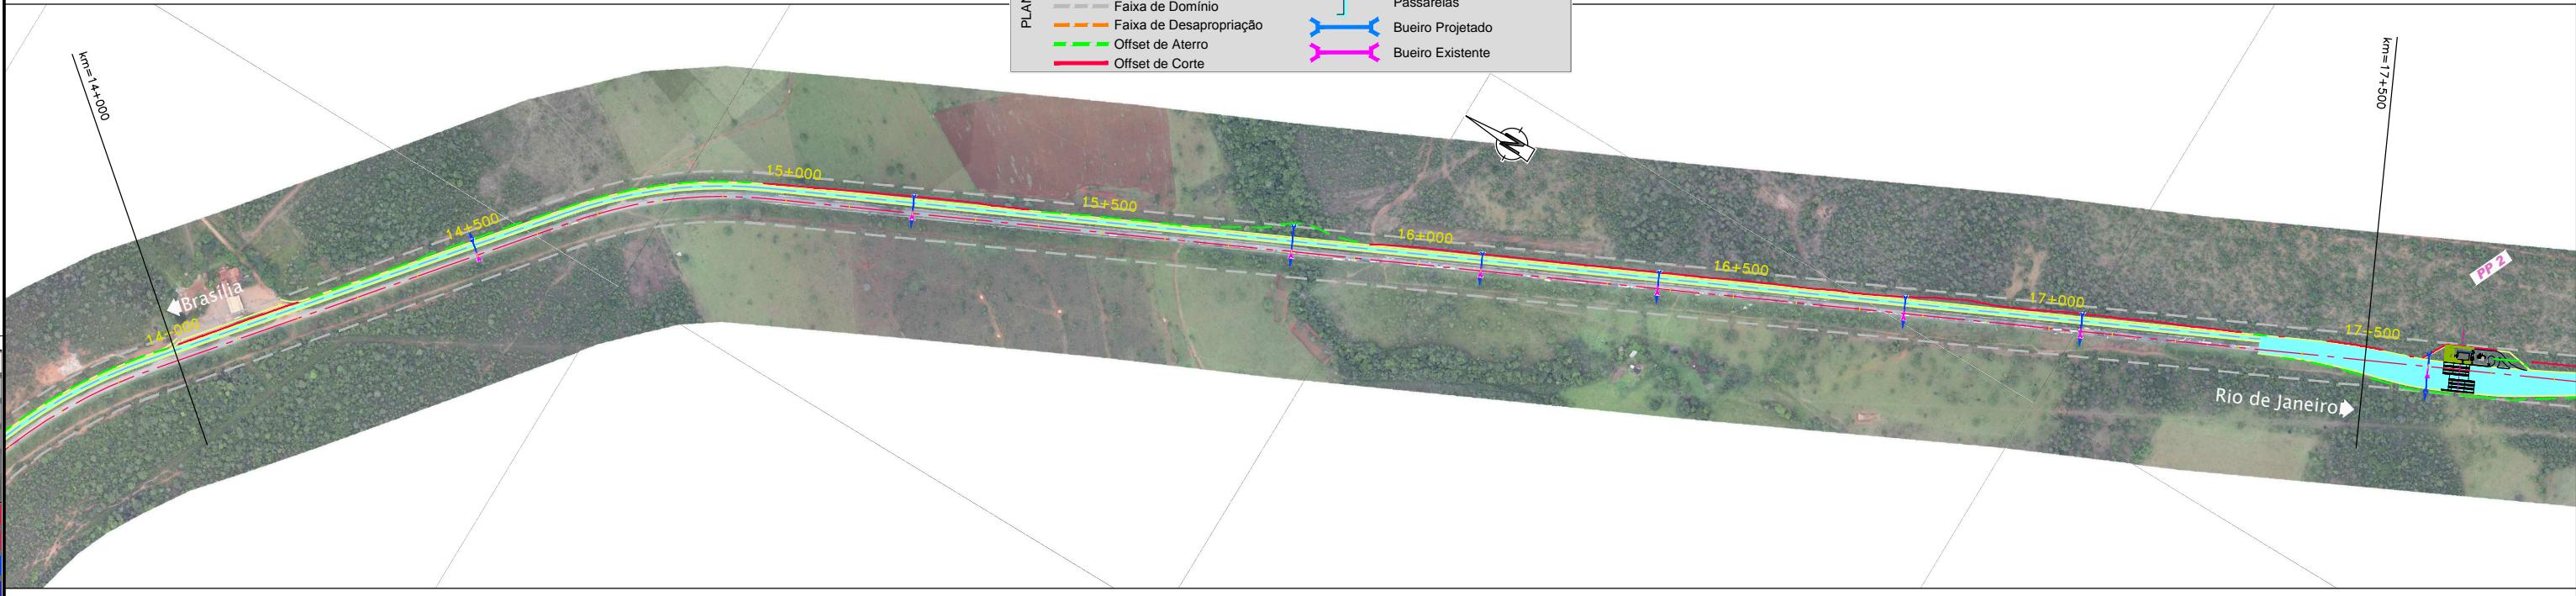 PLAN
Faixa de Domínio
Faixa de Desapropriação
Offset de Aterro
Offset de Corte
Passarelas
Bueiro Projetado
Bueiro Existente
km=14+000
km=17+500
N
14+000
14+500
15+000
15+500
16+000
16+500
17+000
17+500
Brasília
Rio de Janeiro
PP 2